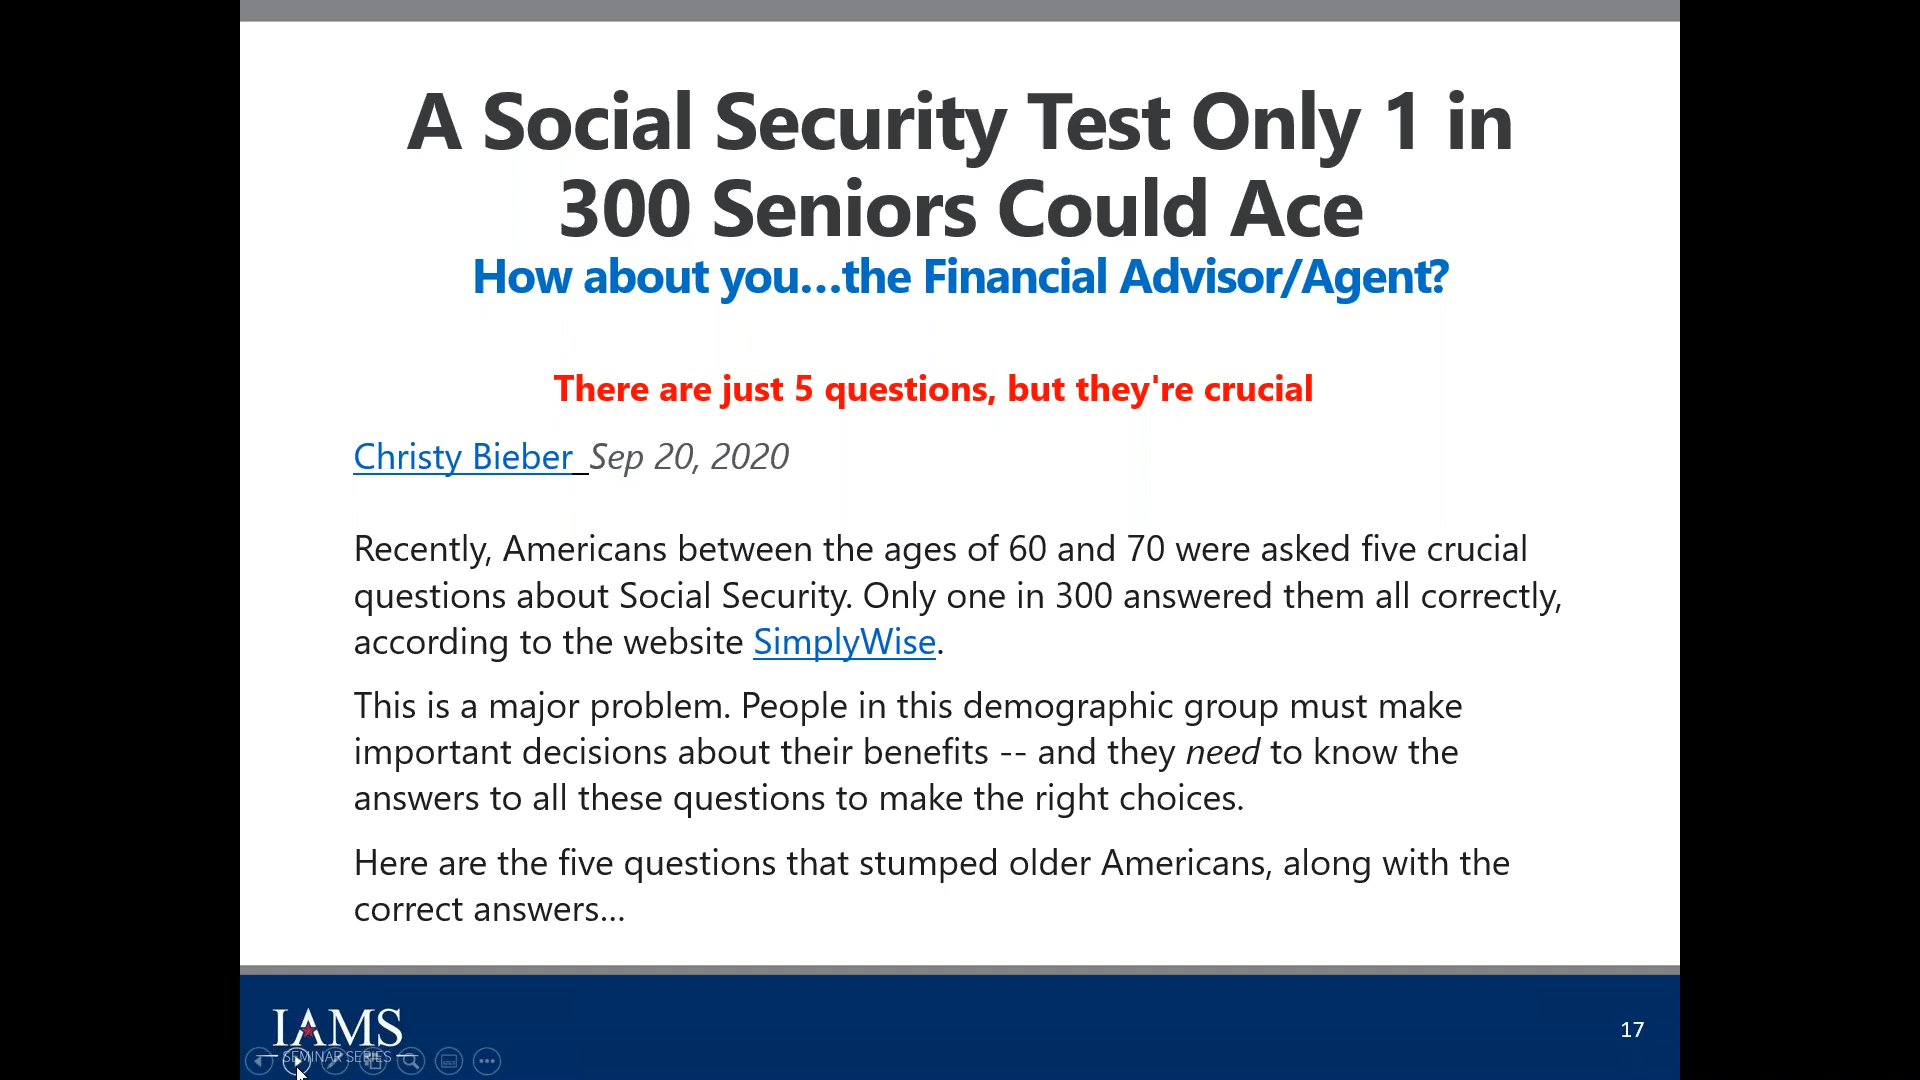 A Social Security Test Only 1 in
300 Seniors Could Ace
How about you...the Financial Advisor/Agent?
There are just 5 questions, but they're crucial
Christy Bieber Sep 20, 2020
Recently, Americans between the ages of 60 and 70 were asked five crucial
questions about Social Security. Only one in 300 answered them all correctly,
according to the website SimplyWise.
This is a major problem. People in this demographic group must make
important decisions about their benefits -- and they need to know the
answers to all these questions to make the right choices.
Here are the five questions that stumped older Americans, along with the
correct answers...
IAMS
SEMINAR SERIES
17